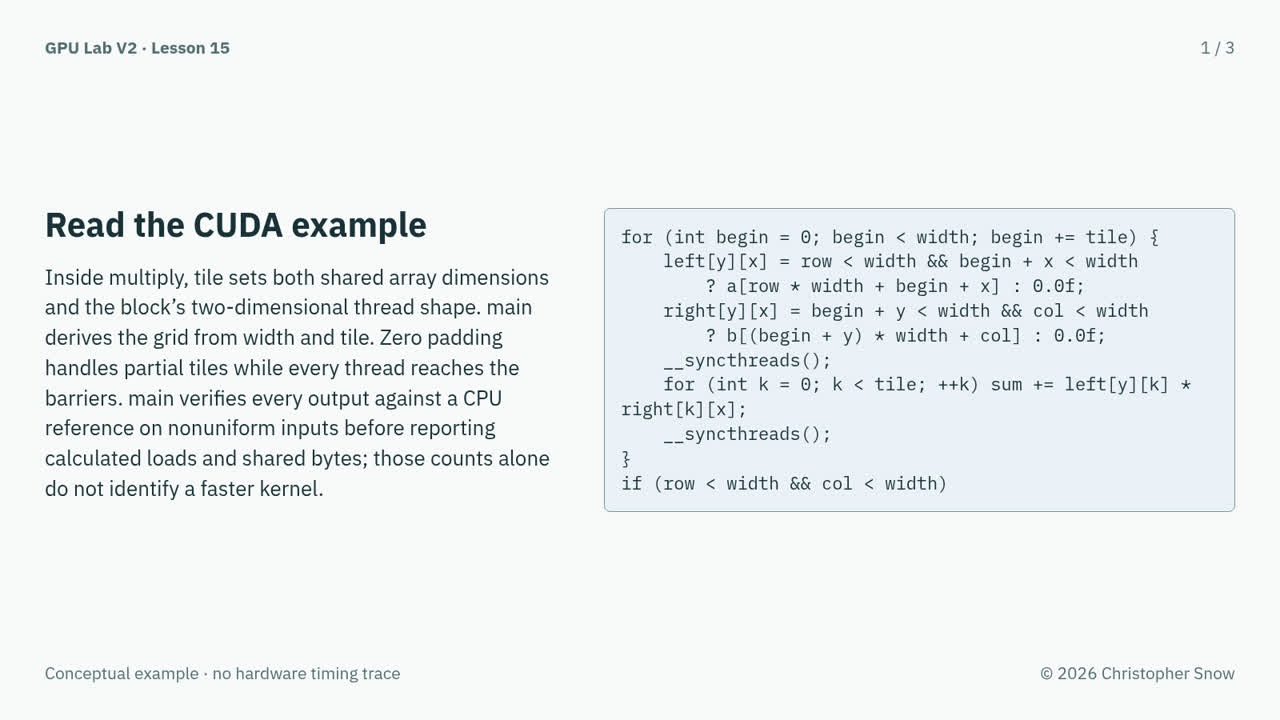 GPU Lab V2 · Lesson 15
1 / 3
Read the CUDA example
Inside multiply, tile sets both shared array dimensions
and the block’s two-dimensional thread shape. main
derives the grid from width and tile. Zero padding
handles partial tiles while every thread reaches the
barriers. main verifies every output against a CPU
reference on nonuniform inputs before reporting
calculated loads and shared bytes; those counts alone
do not identify a faster kernel.
for (int begin = 0; begin < width; begin += tile) {
    left[y][x] = row < width && begin + x < width
        ? a[row * width + begin + x] : 0.0f;
    right[y][x] = begin + y < width && col < width
        ? b[(begin + y) * width + col] : 0.0f;
    __syncthreads();
    for (int k = 0; k < tile; ++k) sum += left[y][k] *
right[k][x];
    __syncthreads();
}
if (row < width && col < width)
Conceptual example · no hardware timing trace
© 2026 Christopher Snow